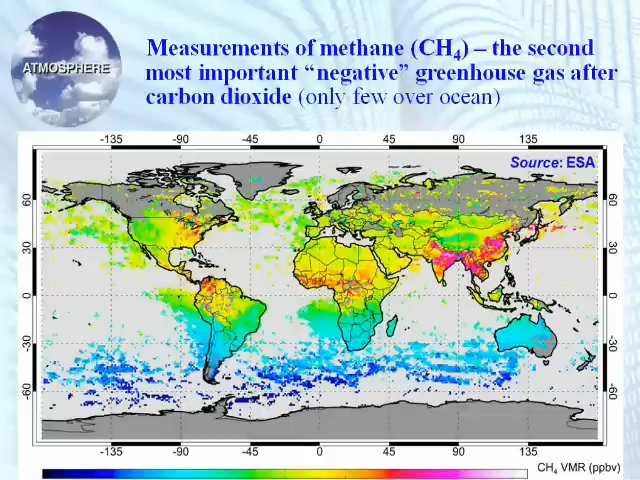 ATMOSPHERE
Measurements of methane (CH4) – the second
most important “negative” greenhouse gas after
carbon dioxide (only few over ocean)
-135 -90 -45 0 45 90 135
Source: ESA
60 60
30 30
0 0
-30 -30
-60 -60
-135 -90 -45 0 45 90 135
CH4 VMR (ppbv)